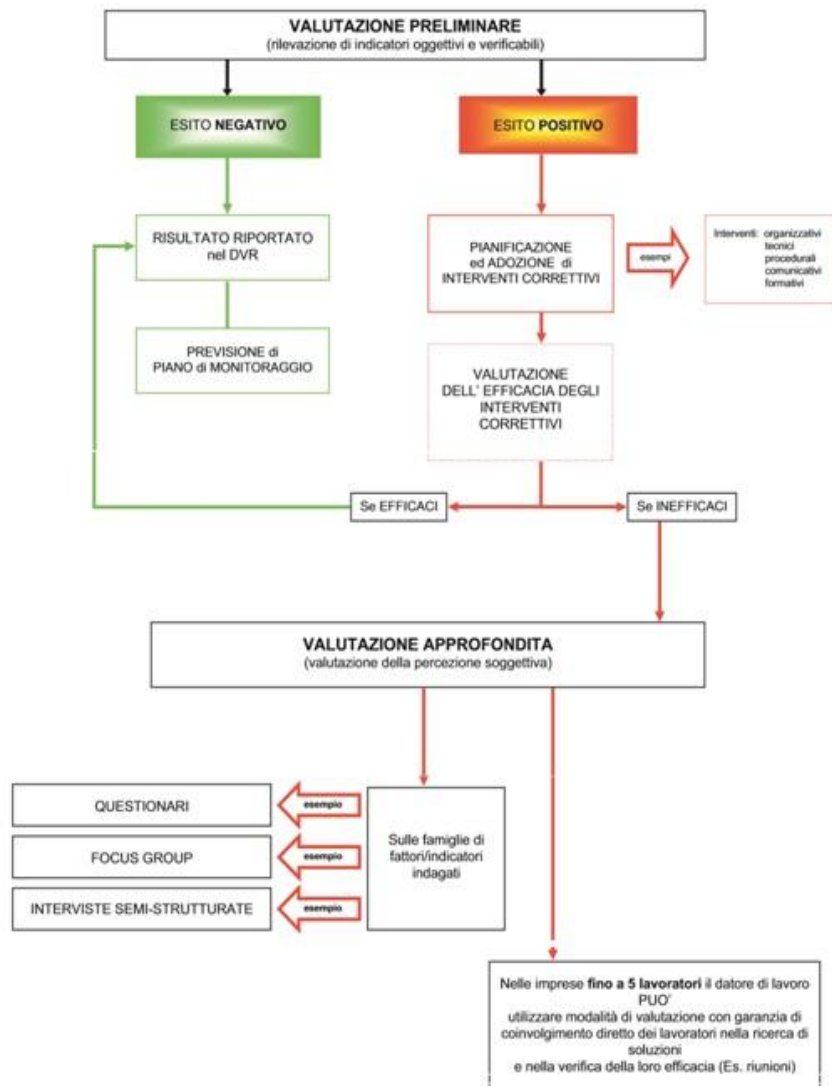 VALUTAZIONE PRELIMINARE
(rilevazione di indicatori oggettivi e verificabili)
ESITO NEGATIVO
ESITO POSITIVO
RISULTATO RIPORTATO
nel DVR
PIANIFICAZIONE
ed ADOZIONE di
INTERVENTI CORRETTIVI
esempi
Interventi: organizzativi
tecnici
procedurali
comunicativi
formativi
PREVISIONE di
PIANO di MONITORAGGIO
VALUTAZIONE
DELL' EFFICACIA DEGLI
INTERVENTI
CORRETTIVI
Se EFFICACI
Se INEFFICACI
VALUTAZIONE APPROFONDITA
(valutazione della percezione soggettiva)
QUESTIONARI
esempio
FOCUS GROUP
esempio
INTERVISTE SEMI-STRUTTURATE
esempio
Sulle famiglie di
fattori/indicatori
indagati
Nelle imprese fino a 5 lavoratori il datore di lavoro
PUO'
utilizzare modalità di valutazione con garanzia di
coinvolgimento diretto dei lavoratori nella ricerca di
soluzioni
e nella verifica della loro efficacia (Es. riunioni)